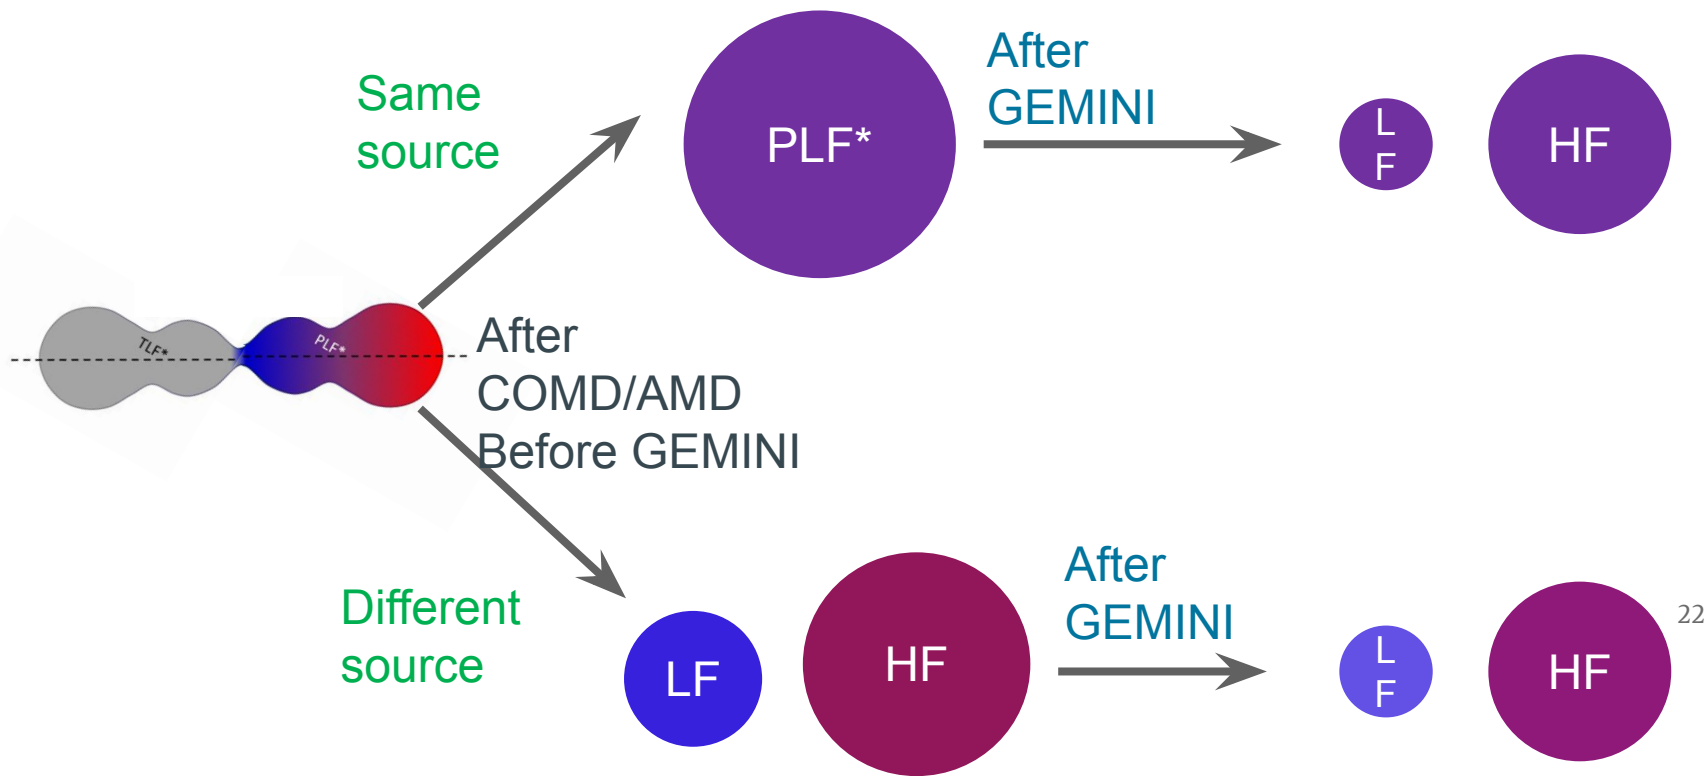 Same
source
PLF*
After
GEMINI
L
F
HF
TLF*
PLF*
After
COMD/AMD
Before GEMINI
Different
source
LF
HF
After
GEMINI
L
F
HF
22